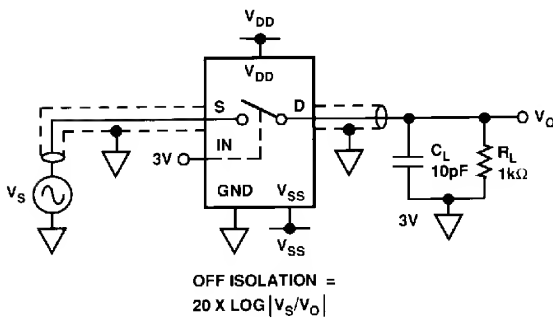 V_DD
V_DD
S
D
V_O
IN
3V
C_L
10pF
R_L
1kΩ
V_S
GND
V_SS
3V
V_SS
OFF ISOLATION =
20 X LOG |V_S/V_O|